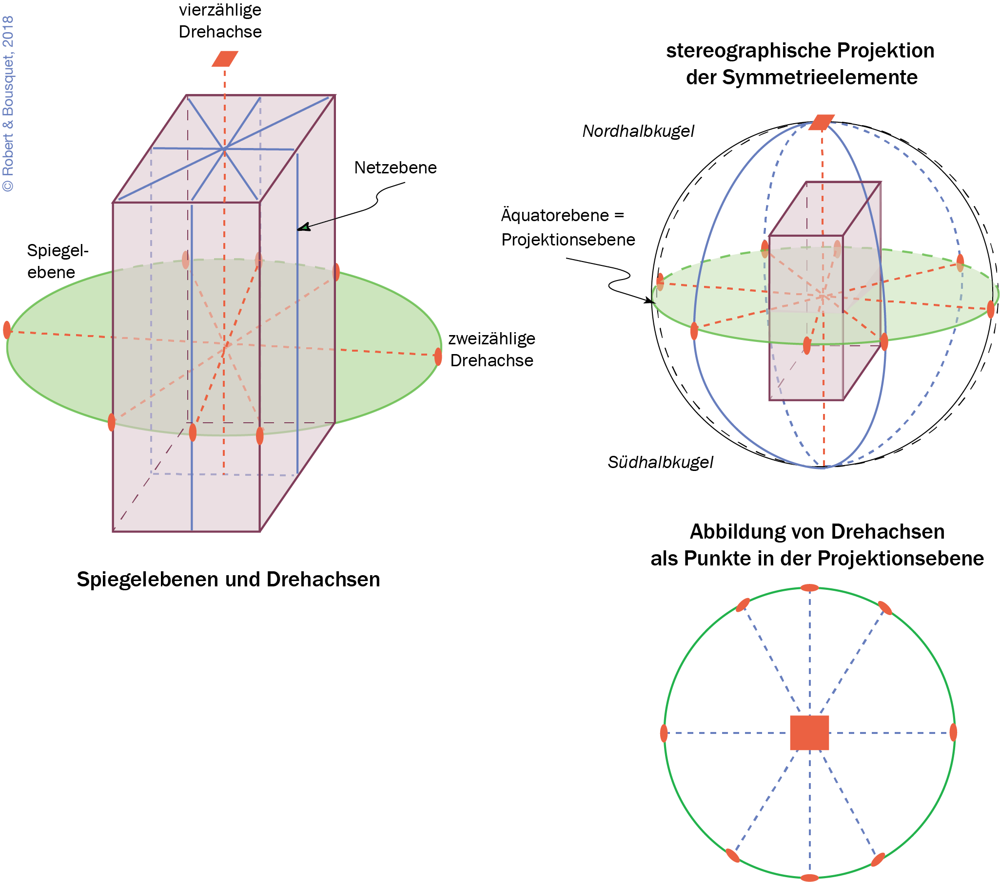 © Robert & Bousquet, 2018
vierzählige
Drehachse
Netzebene
Spiegel-
ebene
zweizählige
Drehachse
Spiegelebenen und Drehachsen
stereographische Projektion
der Symmetrieelemente
Nordhalbkugel
Äquatorebene =
Projektionsebene
Südhalbkugel
Abbildung von Drehachsen
als Punkte in der Projektionsebene